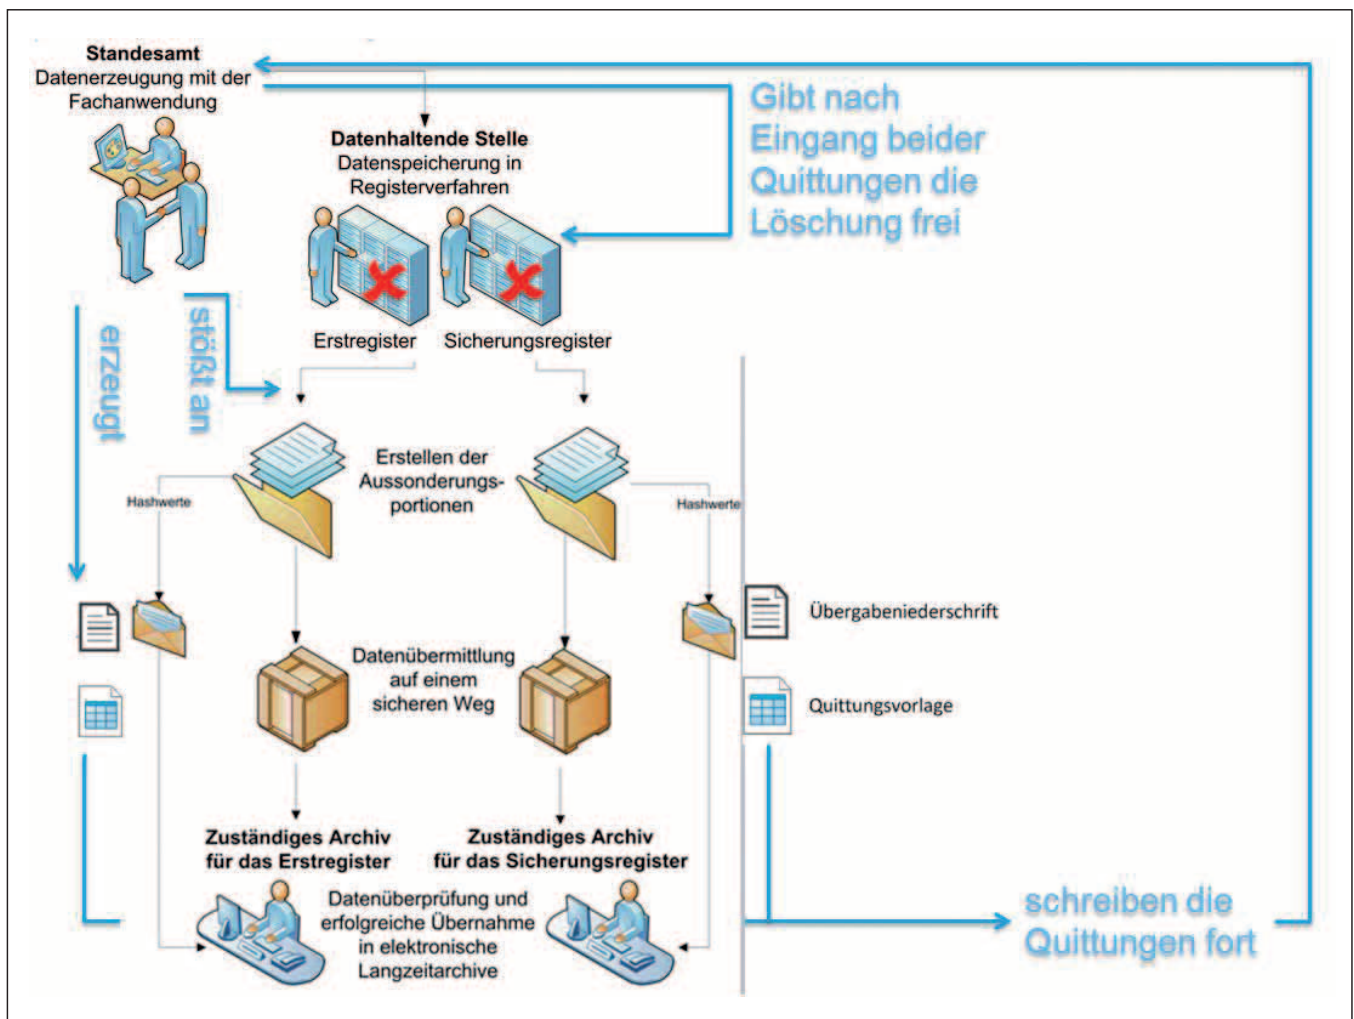 Standesamt
Datenerzeugung mit der
Fachanwendung
Datenhaltende Stelle
Datenspeicherung in
Registerverfahren
Gibt nach
Eingang beider
Quittungen die
Löschung frei
Erstregister
Sicherungsregister
erzeugt
stößt an
Erstellen der
Aussonderungs-
portionen
Hashwerte
Hashwerte
Übergabeniederschrift
Datenübermittlung
auf einem
sicheren Weg
Quittungsvorlage
Zuständiges Archiv
für das Erstregister
Zuständiges Archiv
für das Sicherungsregister
Datenüberprüfung und
erfolgreiche Übernahme
in elektronische
Langzeitarchive
schreiben die
Quittungen fort